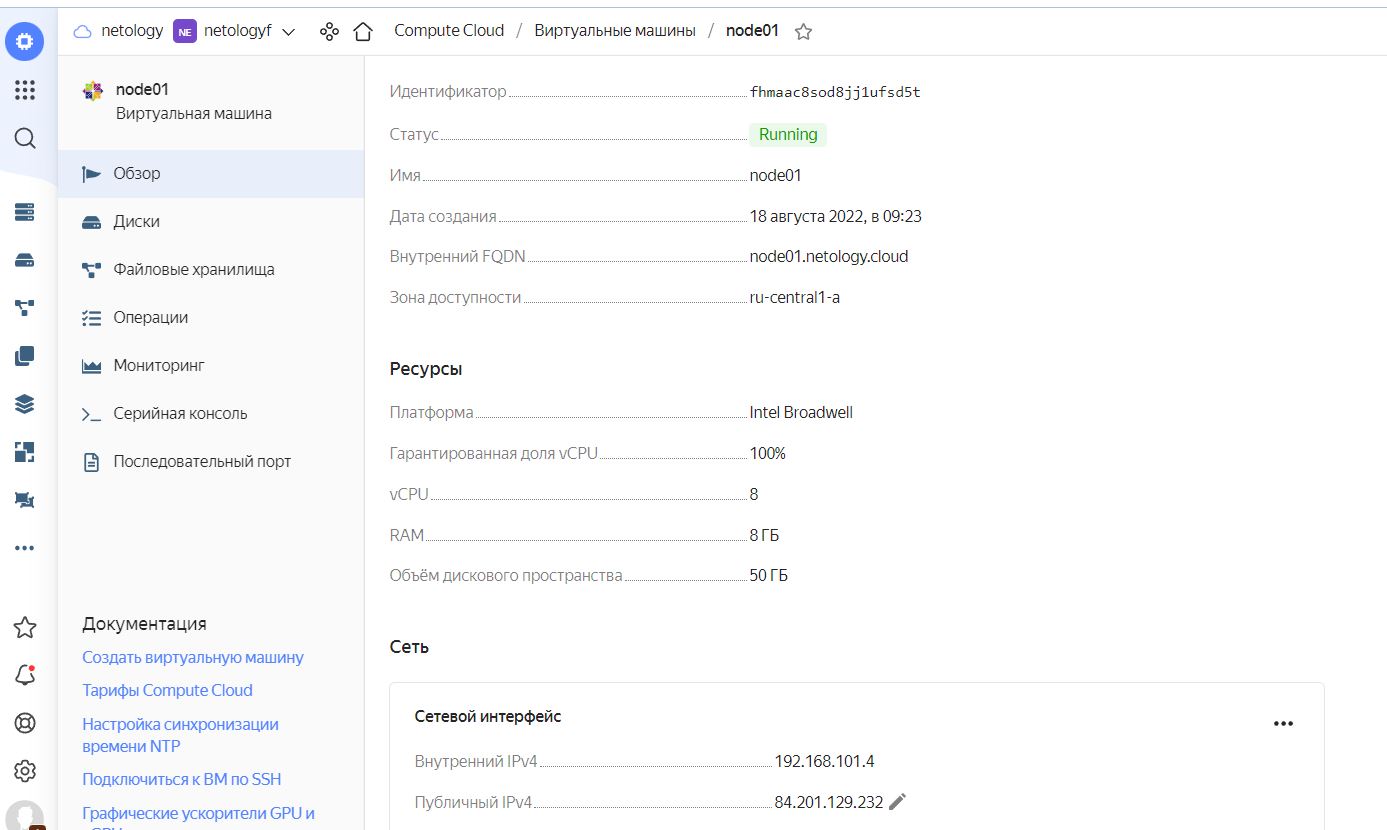 netology NE netologyf Compute Cloud / Виртуальные машины / node01
node01
Виртуальная машина
Обзор
Диски
Файловые хранилища
Операции
Мониторинг
Серийная консоль
Последовательный порт
Документация
Создать виртуальную машину
Тарифы Compute Cloud
Настройка синхронизации
времени NTP
Подключиться к ВМ по SSH
Графические ускорители GPU и
Идентификатор fhmaac8sod8jj1ufsd5t
Статус Running
Имя node01
Дата создания 18 августа 2022, в 09:23
Внутренний FQDN node01.netology.cloud
Зона доступности ru-central1-a
Ресурсы
Платформа Intel Broadwell
Гарантированная доля vCPU 100%
vCPU 8
RAM 8 ГБ
Объём дискового пространства 50 ГБ
Сеть
Сетевой интерфейс
Внутренний IPv4 192.168.101.4
Публичный IPv4 84.201.129.232